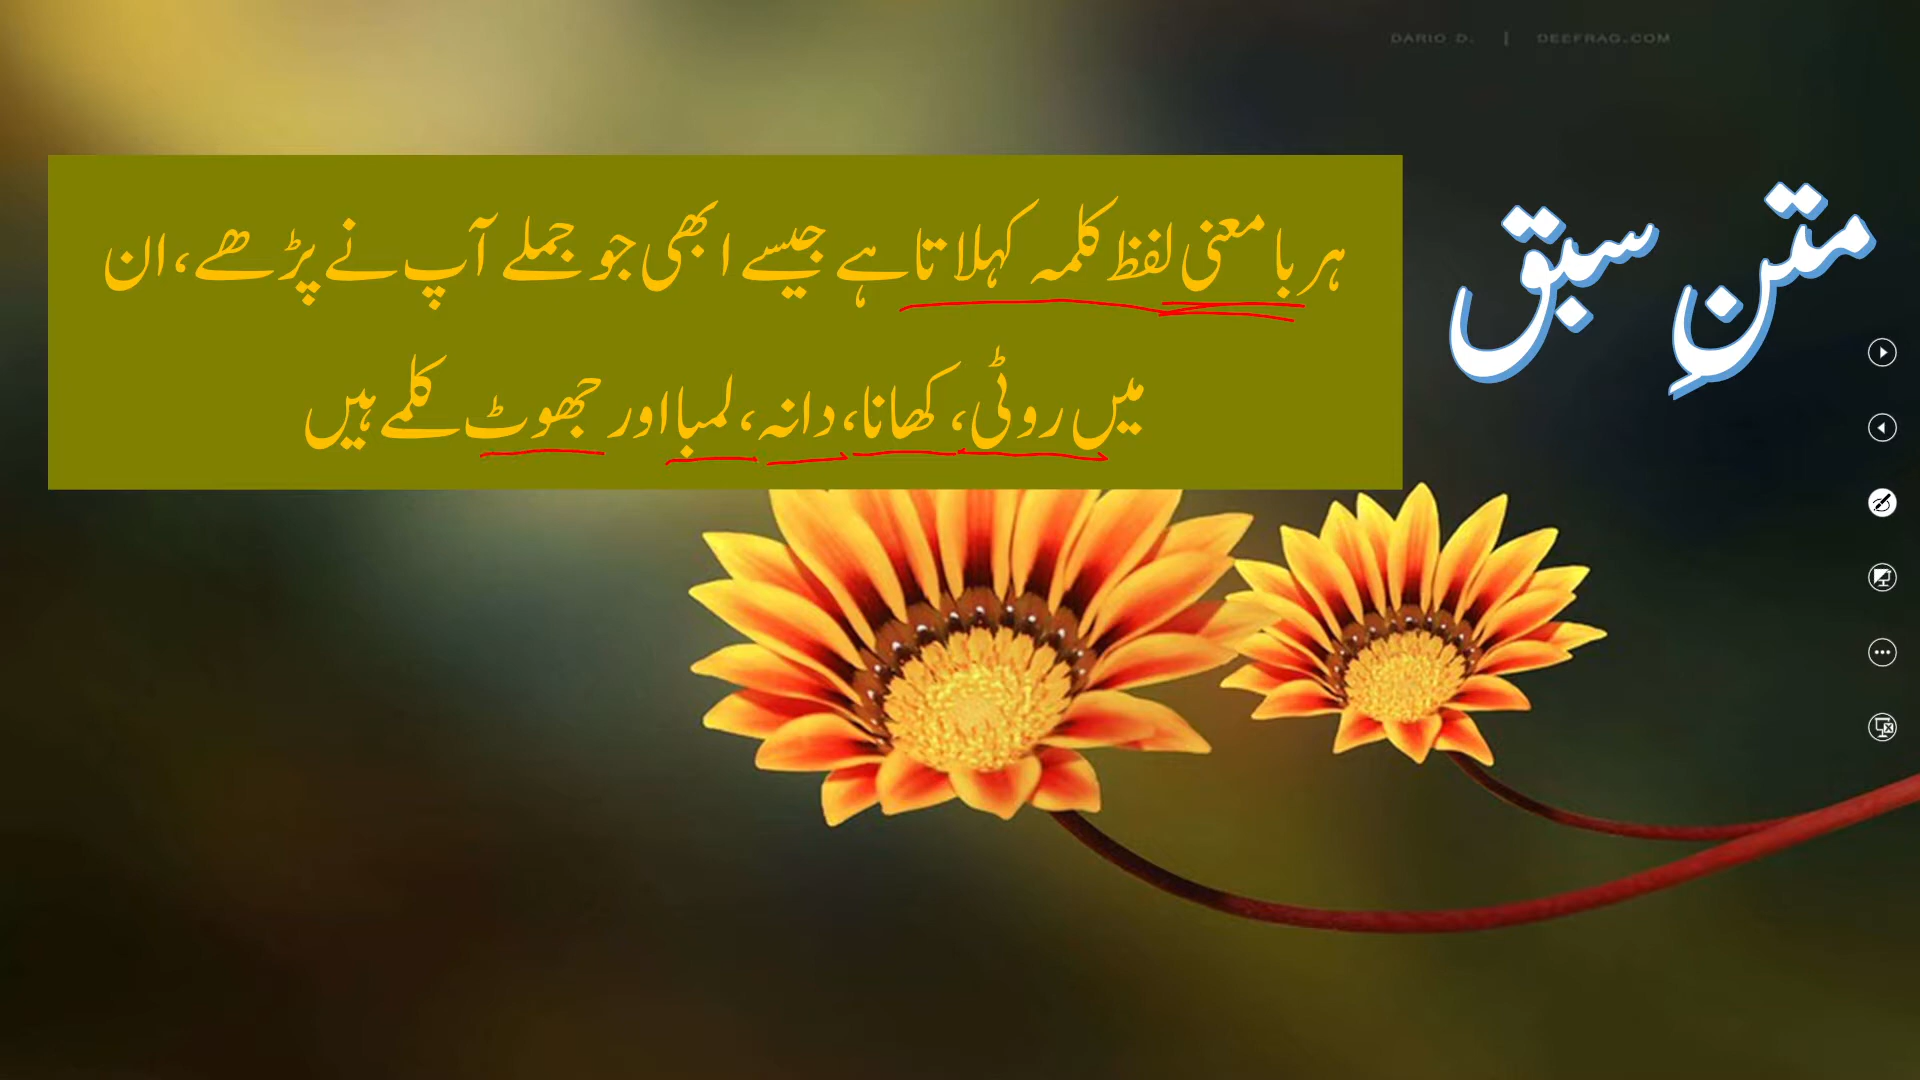 DARIO D. | DEEFRAG.COM
متنِ سبق
ہر با معنی لفظ کلمہ کہلاتا ہے جیسے ابھی جو جملے آپ نے پڑھے، ان
میں روٹی، کھانا، دانہ، لمبا اور جھوٹ کلمے ہیں